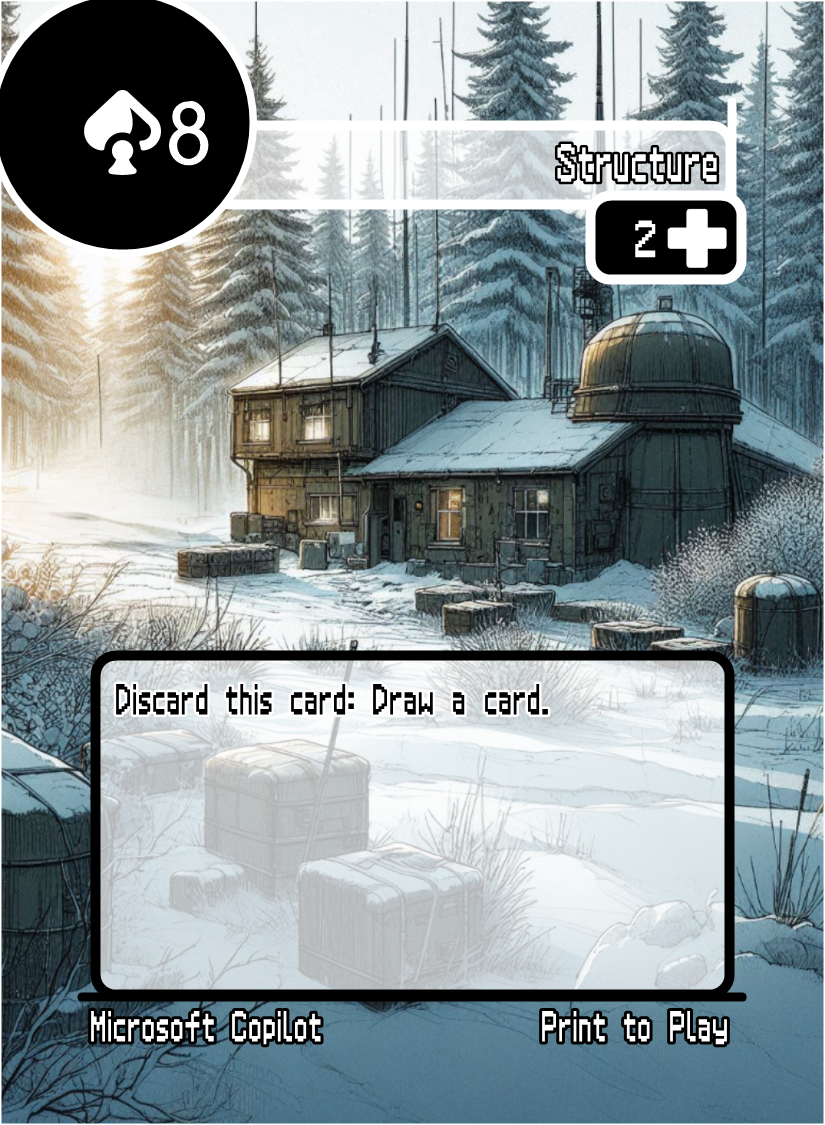 ♠8
Structure
2✚
Discard this card: Draw a card.
Microsoft Copilot
Print to Play